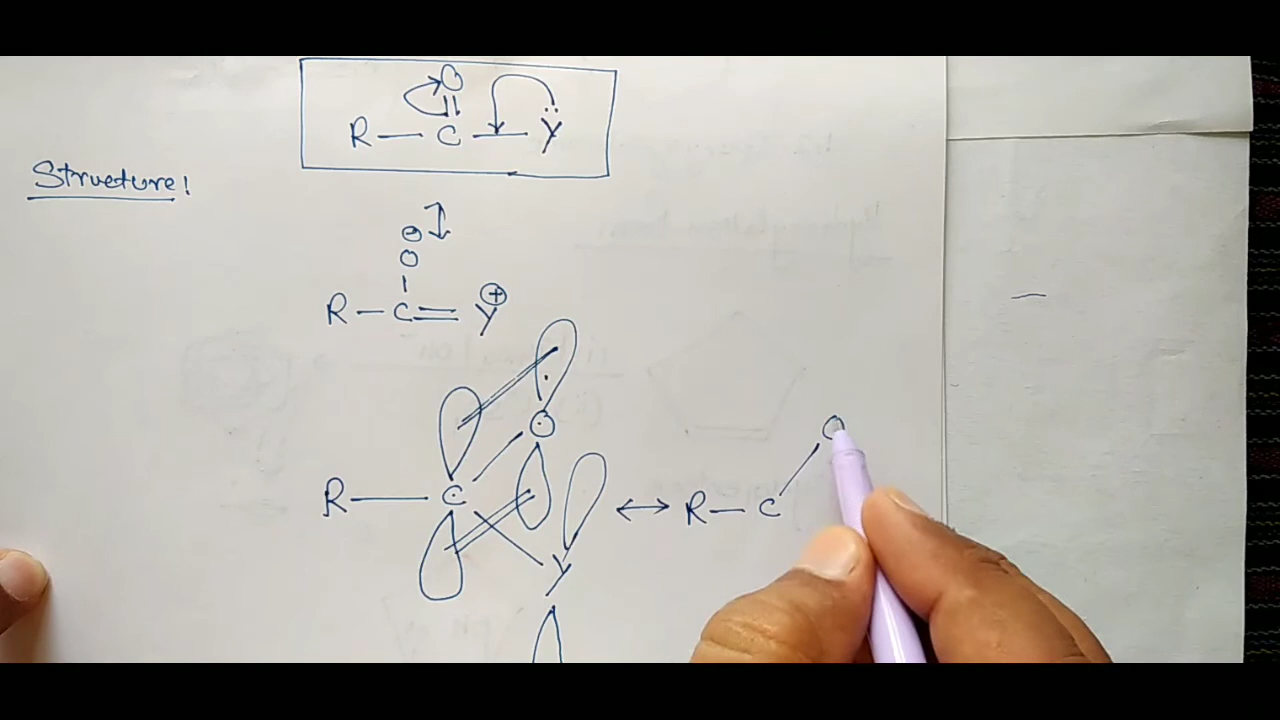 O
R — C — Ÿ
Structure!
⊖
O
R — C = Y⊕
O
R — C
Y
↔ R — C
O